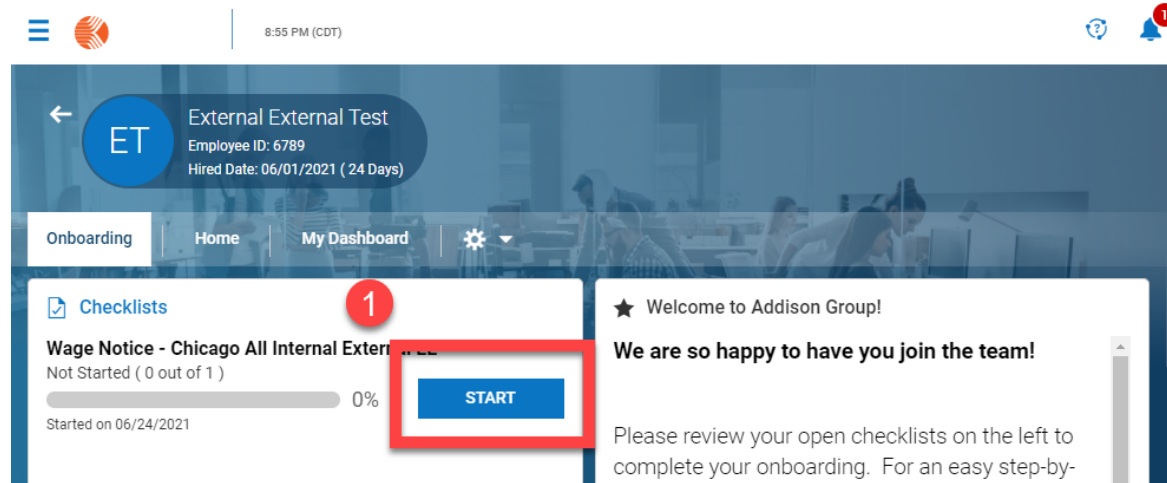 8:55 PM (CDT)
1
ET
External External Test
Employee ID: 6789
Hired Date: 06/01/2021 ( 24 Days)
Onboarding
Home
My Dashboard
Checklists
1
Wage Notice - Chicago All Internal External EE
Not Started ( 0 out of 1 )
0%
START
Started on 06/24/2021
Welcome to Addison Group!
We are so happy to have you join the team!
Please review your open checklists on the left to
complete your onboarding. For an easy step-by-